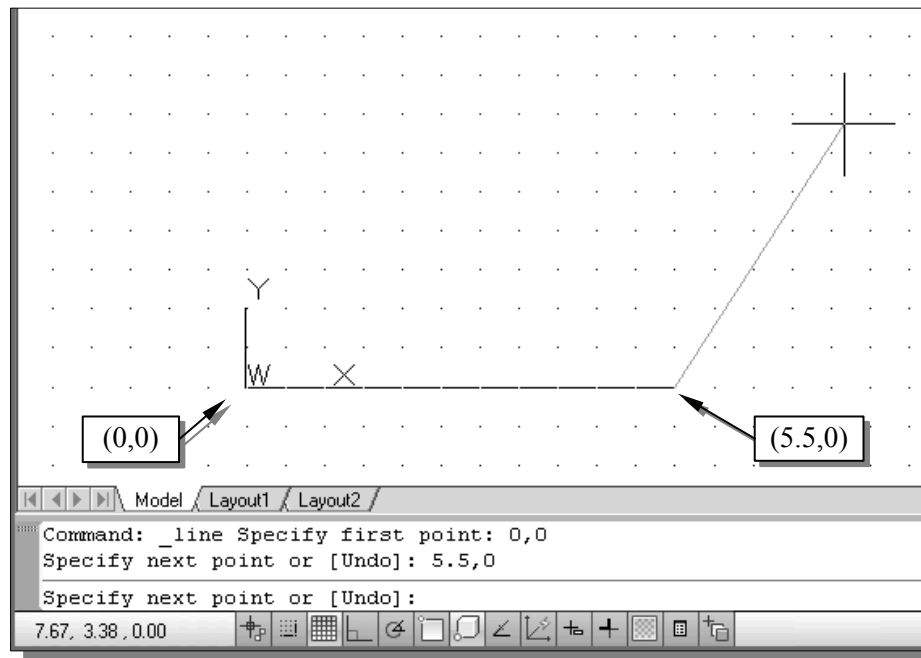 Y
W X
(0,0) (5.5,0)
Model Layout1 Layout2
Command: _line Specify first point: 0,0
Specify next point or [Undo]: 5.5,0
Specify next point or [Undo]:
7.67, 3.38 , 0.00